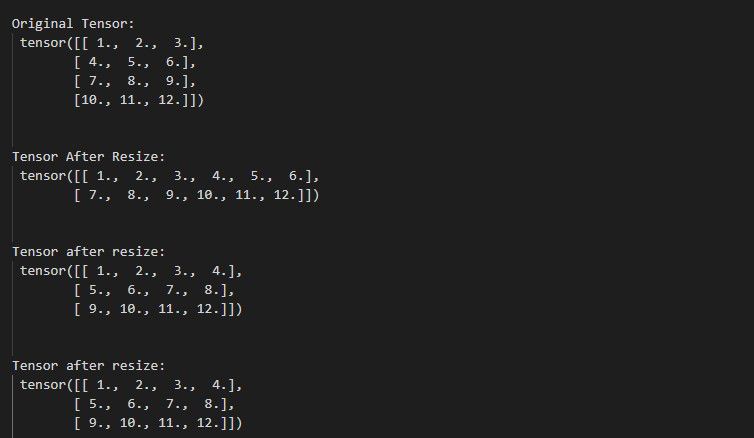 Original Tensor:
tensor([[ 1.,  2.,  3.],
        [ 4.,  5.,  6.],
        [ 7.,  8.,  9.],
        [10., 11., 12.]])
Tensor After Resize:
tensor([[ 1.,  2.,  3.,  4.,  5.,  6.],
        [ 7.,  8.,  9., 10., 11., 12.]])
Tensor after resize:
tensor([[ 1.,  2.,  3.,  4.],
        [ 5.,  6.,  7.,  8.],
        [ 9., 10., 11., 12.]])
Tensor after resize:
tensor([[ 1.,  2.,  3.,  4.],
        [ 5.,  6.,  7.,  8.],
        [ 9., 10., 11., 12.]])